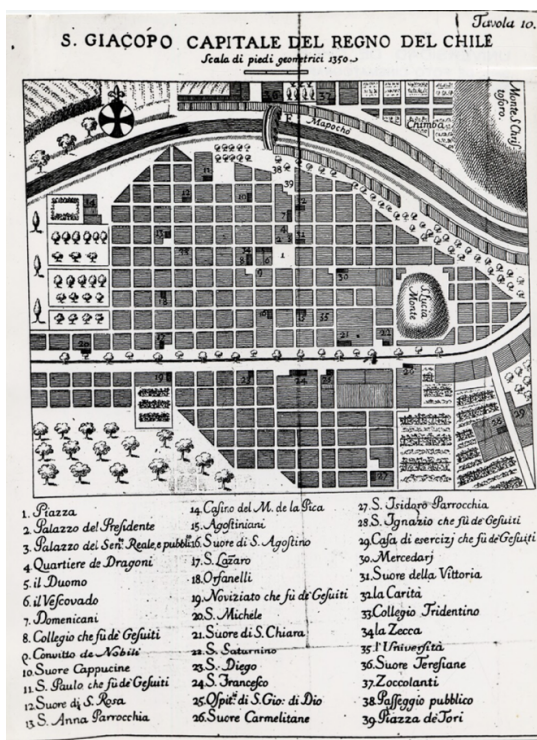 Tavola 10.
S. GIACOPO CAPITALE DEL REGNO DEL CHILE
Scala di piedi geometrici 1350.
Mapochò
Chimba
Monte S. Cris
toforo.
S. Lucia
Monte
1. Piazza
2. Palazzo del Presidente
3. Palazzo del Sen.ͭ Reale, e pubbli
4 Quartiere de Dragoni
5. il Duomo
6. il Vescovado
7. Domenicani
8. Collegio che fù de' Gesuiti
9. Convitto de Nobili
10. Suore Cappucine
11. S. Paulo che fù de' Gesuiti
12. Suore di S. Rosa
13. S. Anna Parrocchia
14. Casino del M. de la Pica
15. Agostiniani
16. Suore di S. Agostino
17. S. Lazaro
18. Orfanelli
19. Noviziato che fù de' Gesuiti
20. S. Michele
21. Suore di S. Chiara
22. S. Saturnino
23. S. Diego
24. S. Francesco
25. Ospit.ͤ di S. Gio: di Dio
26. Suore Carmelitane
27. S. Isidoro Parrocchia
28. S. Ignazio che fù de' Gesuiti
29. Casa di esercizj che fù de' Gesuiti
30. Mercedarj
31. Suore della Vittoria
32. la Carità
33. Collegio Tridentino
34. la Zecca
35. l'Università
36. Suore Teresiane
37. Zoccolanti
38. Passeggio pubblico
39. Piazza de Tori